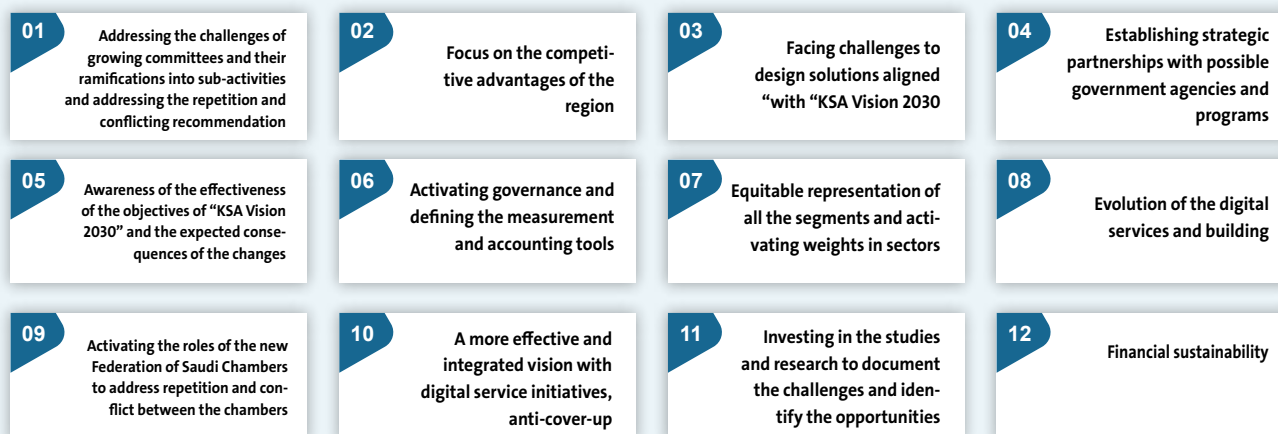 01
Addressing the challenges of
growing committees and their
ramifications into sub-activities
and addressing the repetition and
conflicting recommendation
02
Focus on the competi-
tive advantages of the
region
03
Facing challenges to
design solutions aligned
“with “KSA Vision 2030
04
Establishing strategic
partnerships with possible
government agencies and
programs
05
Awareness of the effectiveness
of the objectives of “KSA Vision
2030” and the expected conse-
quences of the changes
06
Activating governance and
defining the measurement
and accounting tools
07
Equitable representation of
all the segments and acti-
vating weights in sectors
08
Evolution of the digital
services and building
09
Activating the roles of the new
Federation of Saudi Chambers
to address repetition and con-
flict between the chambers
10
A more effective and
integrated vision with
digital service initiatives,
anti-cover-up
11
Investing in the studies
and research to document
the challenges and iden-
tify the opportunities
12
Financial sustainability